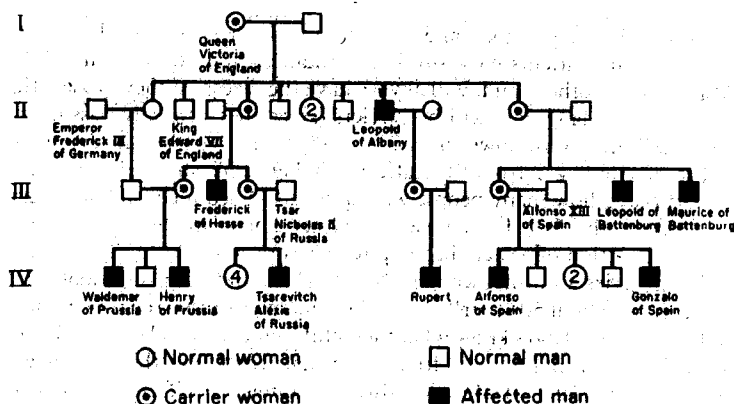 I
Queen
Victoria
of England
II
2
Emperor
Frederick III
of Germany
King
Edward VII
of England
Leopold
of Albany
III
Frederick
of Hesse
Tsar
Nicholas II
of Russia
Alfonso XIII
of Spain
Leopold of
Battenburg
Maurice of
Battenburg
IV
4
2
Waldemar
of Prussia
Henry
of Prussia
Tsarevitch
Alexis
of Russia
Rupert
Alfonso
of Spain
Gonzalo
of Spain
Normal woman
Normal man
Carrier woman
Affected man